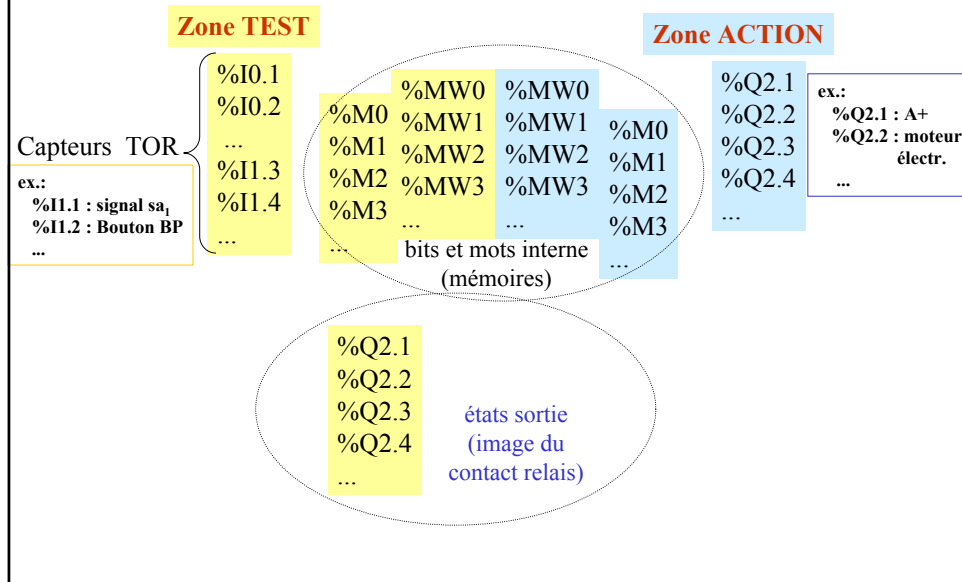 Zone TEST
Zone ACTION
Capteurs TOR
ex.:
%I1.1 : signal sa₁
%I1.2 : Bouton BP
...
%I0.1
%I0.2
...
%I1.3
%I1.4
...
%M0
%M1
%M2
%M3
...
%MW0
%MW1
%MW2
%MW3
...
%MW0
%MW1
%MW2
%MW3
...
%M0
%M1
%M2
%M3
...
bits et mots interne
(mémoires)
%Q2.1
%Q2.2
%Q2.3
%Q2.4
...
ex.:
%Q2.1 : A+
%Q2.2 : moteur
électr.
...
%Q2.1
%Q2.2
%Q2.3
%Q2.4
...
états sortie
(image du
contact relais)